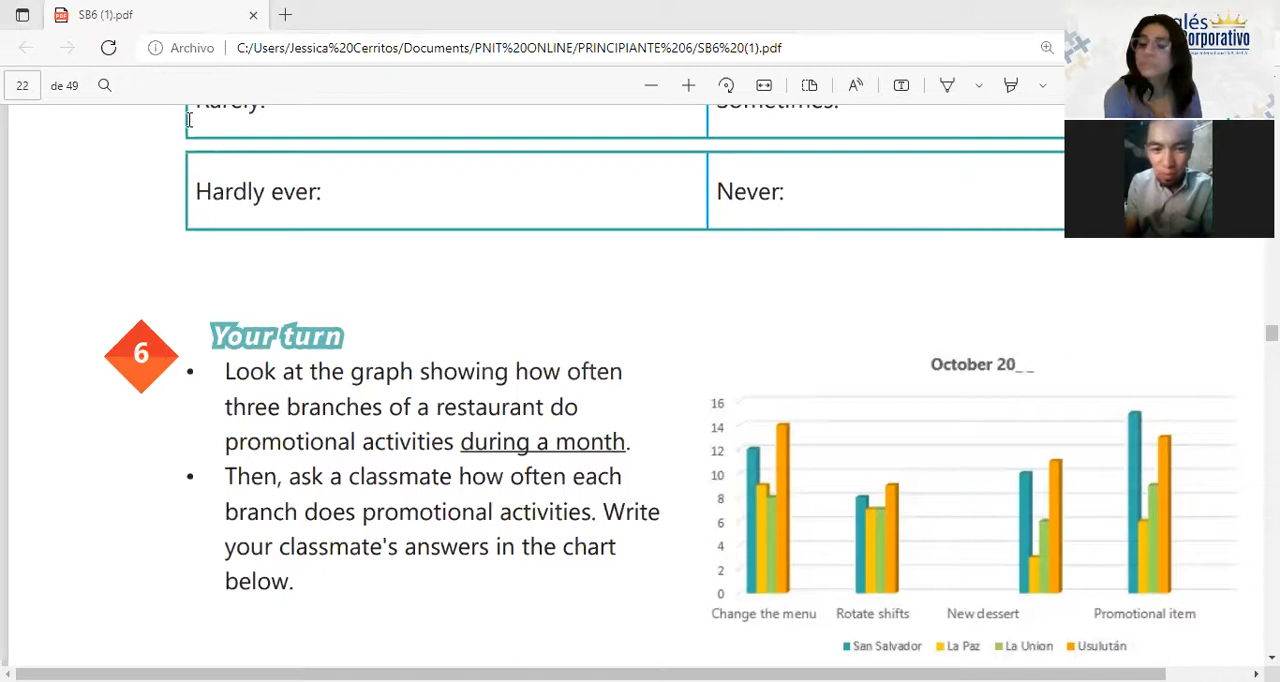 SB6 (1).pdf
Archivo
C:/Users/Jessica%20Cerritos/Documents/PNIT%20ONLINE/PRINCIPIANTE%206/SB6%20(1).pdf
22
de 49
Rarely:
Sometimes:
Hardly ever:
Never:
6
Your turn
• Look at the graph showing how often
three branches of a restaurant do
promotional activities during a month.
• Then, ask a classmate how often each
branch does promotional activities. Write
your classmate's answers in the chart
below.
October 20__
16
14
12
10
8
6
4
2
0
Change the menu
Rotate shifts
New dessert
Promotional item
San Salvador
La Paz
La Union
Usulután